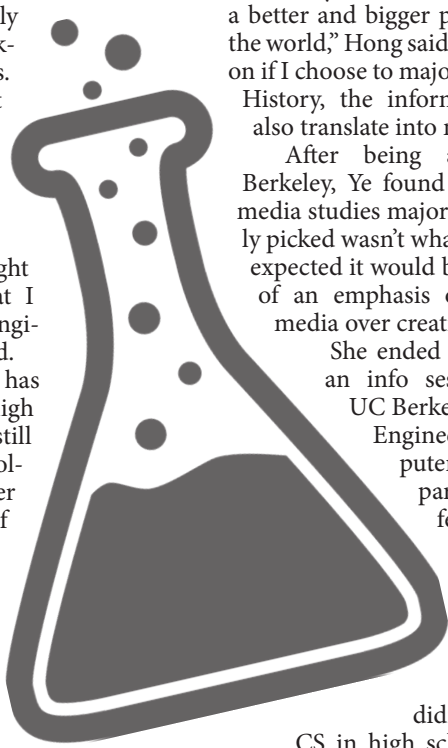 ly
k-
s.
ght
at I
ngi-
d.
has
igh
still
ol-
er
f
a better and bigger p
the world,” Hong said
on if I choose to majo
History, the inform
also translate into
After being a
Berkeley, Ye found
media studies major
ly picked wasn’t wha
expected it would b
of an emphasis
media over creat
She ended
an info ses
UC Berke
Enginee
puter
par
fe
did
CS in high sc